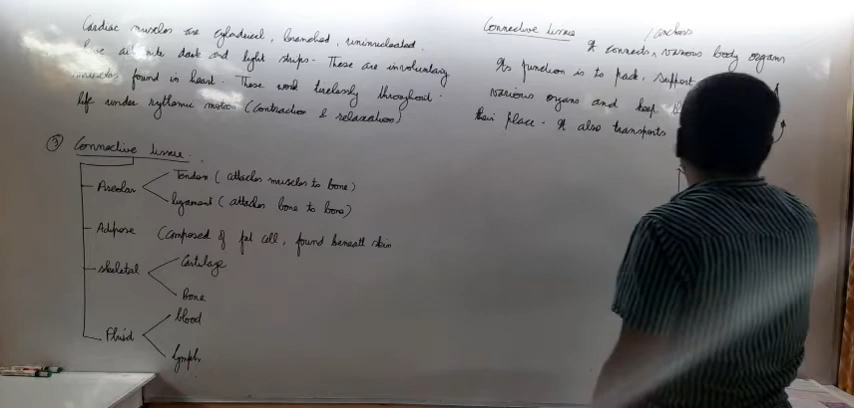 Cardiac muscles are cylindrical, branched, uninucleated.
have alternate dark and light strips. These are involuntary
muscles found in heart. These work tirelessly throughout
life under rythemic motion (contraction & relaxation)
③ Connective tissue.
Areolar
Tendon (attaches muscles to bone)
ligament (attaches bone to bone)
Adipose (composed of fat cell, found beneath skin
skeletal
Cartilage
Bone
Fluid
blood
lymph
Connective tissue
It connects, various body organs
Its function is to pack, support
various organs and keep
their place. It also transports